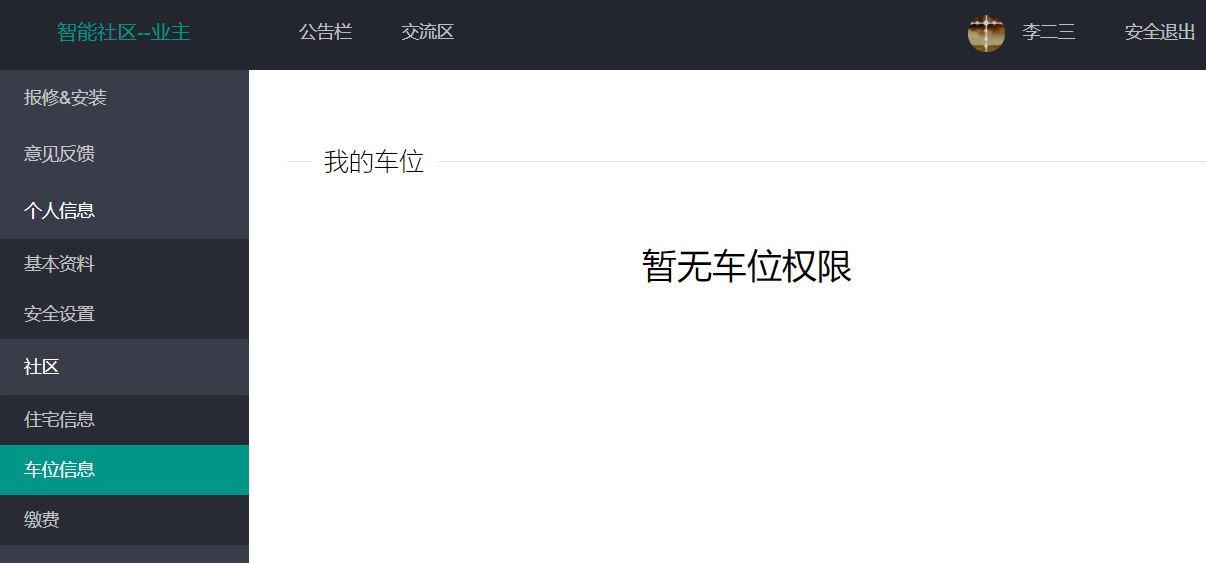 智能社区--业主 公告栏 交流区 李二三 安全退出
报修&安装
意见反馈
个人信息
基本资料
安全设置
社区
住宅信息
车位信息
缴费
我的车位
暂无车位权限